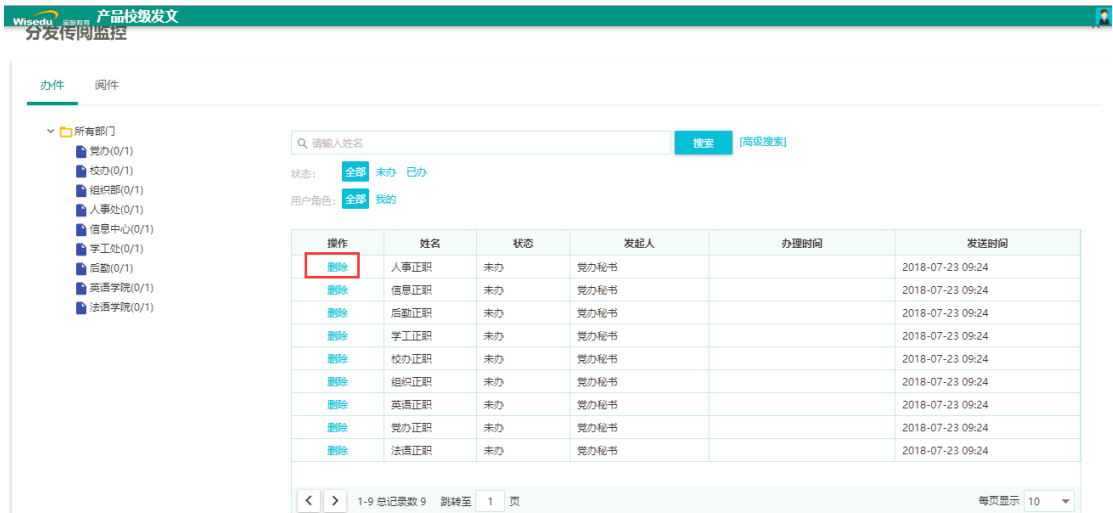 Wisedu 金智教育 产品校级发文
分发传阅监控
办件 阅件
所有部门
党办(0/1)
校办(0/1)
组织部(0/1)
人事处(0/1)
信息中心(0/1)
学工处(0/1)
后勤(0/1)
英语学院(0/1)
法语学院(0/1)
请输入姓名 搜索 [高级搜索]
状态: 全部 未办 已办
用户角色: 全部 我的
操作 姓名 状态 发起人 办理时间 发送时间
删除 人事正职 未办 党办秘书 2018-07-23 09:24
删除 信息正职 未办 党办秘书 2018-07-23 09:24
删除 后勤正职 未办 党办秘书 2018-07-23 09:24
删除 学工正职 未办 党办秘书 2018-07-23 09:24
删除 校办正职 未办 党办秘书 2018-07-23 09:24
删除 组织正职 未办 党办秘书 2018-07-23 09:24
删除 英语正职 未办 党办秘书 2018-07-23 09:24
删除 党办正职 未办 党办秘书 2018-07-23 09:24
删除 法语正职 未办 党办秘书 2018-07-23 09:24
1-9 总记录数 9 跳转至 1 页 每页显示 10